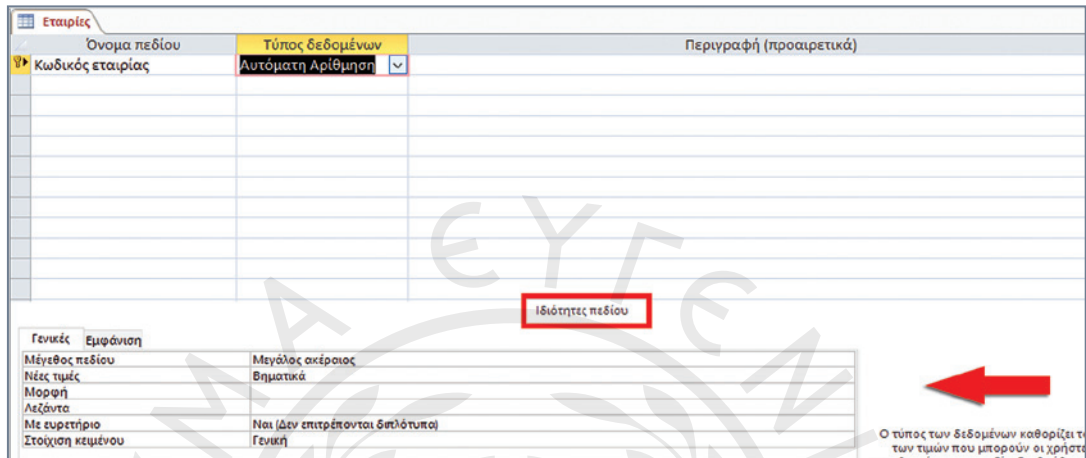 Εταιρίες
Όνομα πεδίου Τύπος δεδομένων Περιγραφή (προαιρετικά)
Κωδικός εταιρίας Αυτόματη Αρίθμηση
Ιδιότητες πεδίου
Γενικές Εμφάνιση
Μέγεθος πεδίου Μεγάλος ακέραιος
Νέες τιμές Βηματικά
Μορφή
Λεζάντα
Με ευρετήριο Ναι (Δεν επιτρέπονται διπλότυπα)
Στοίχιση κειμένου Γενική
Ο τύπος των δεδομένων καθορίζει
των τιμών που μπορούν οι
ΜΑ ΕΥΓΕΝ